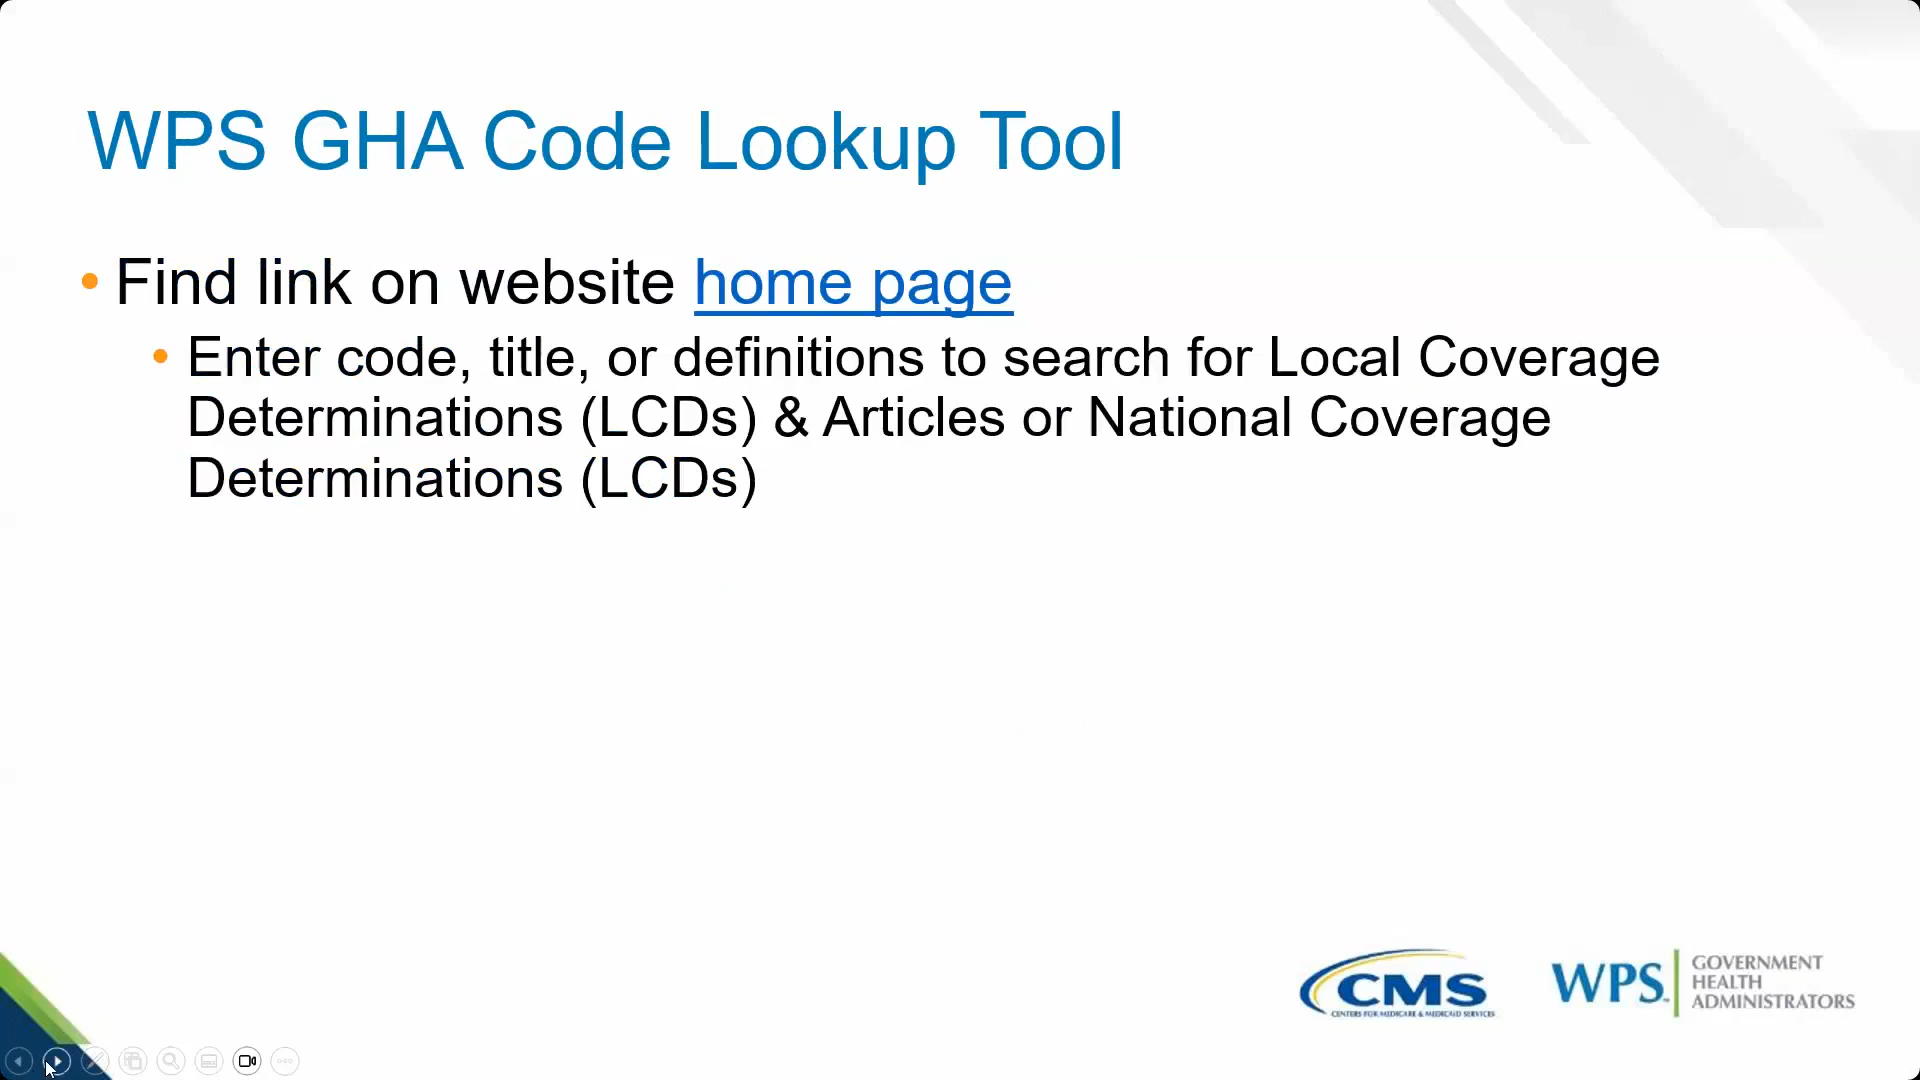 WPS GHA Code Lookup Tool
• Find link on website home page
• Enter code, title, or definitions to search for Local Coverage
Determinations (LCDs) & Articles or National Coverage
Determinations (LCDs)
CMS
CENTERS FOR MEDICARE & MEDICAID SERVICES
WPS
GOVERNMENT
HEALTH
ADMINISTRATORS